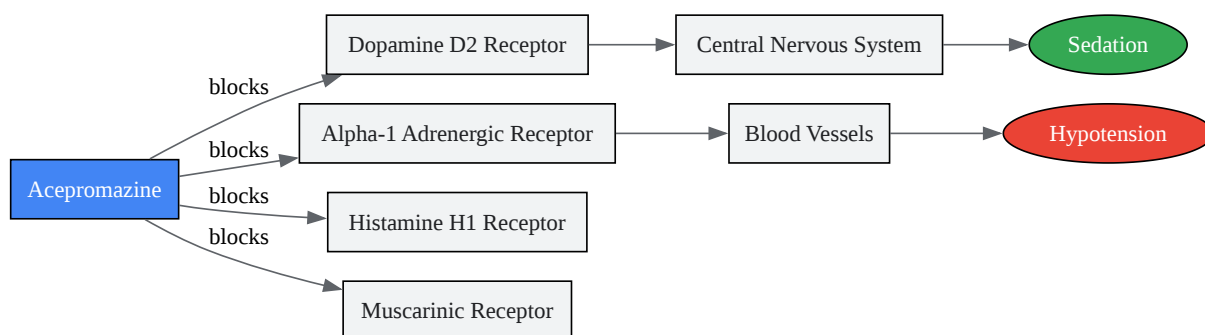 Dopamine D2 Receptor
Central Nervous System
Sedation
blocks
Alpha-1 Adrenergic Receptor
Blood Vessels
Hypotension
blocks
Acepromazine
blocks
Histamine H1 Receptor
blocks
Muscarinic Receptor